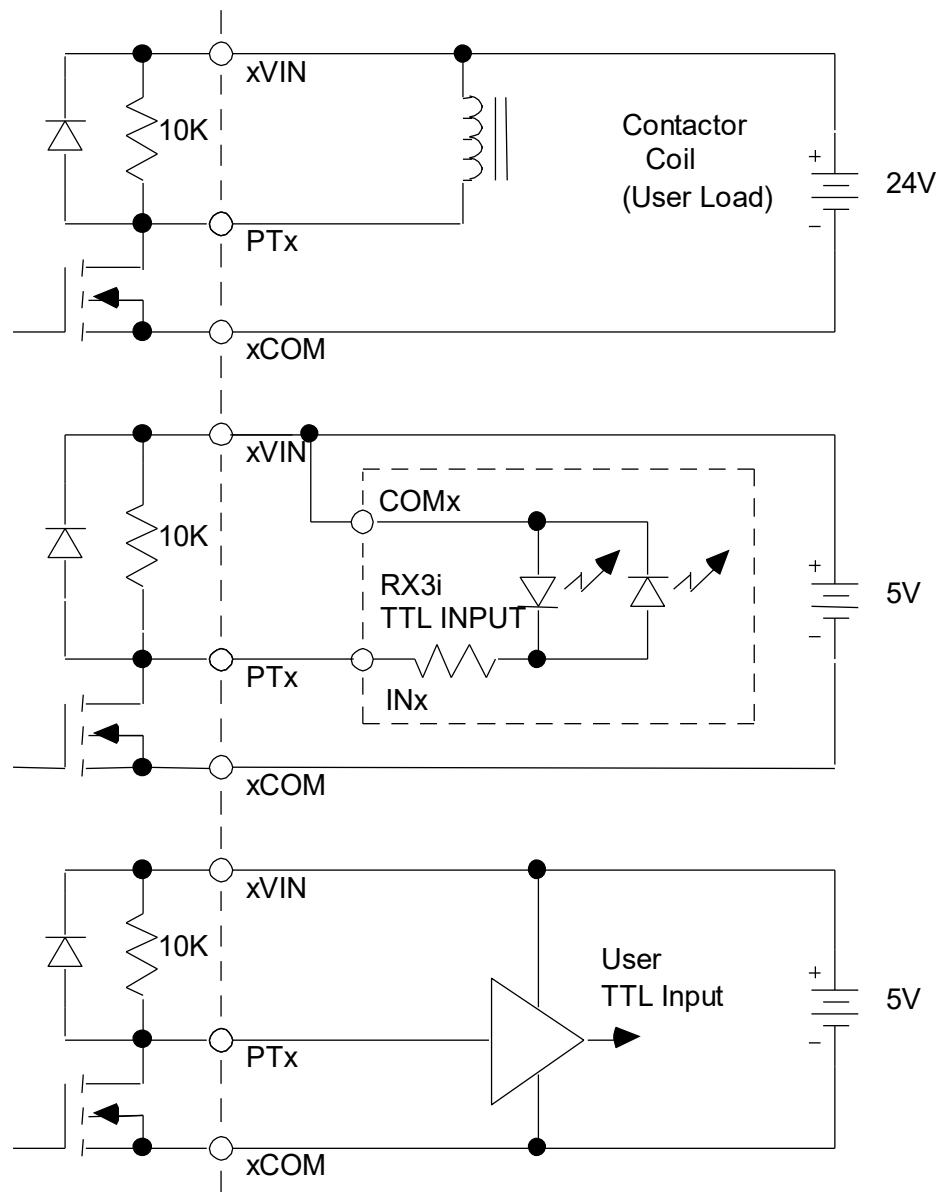 xVIN
10K
Contactor
Coil
(User Load)
+
24V
−
PTx
xCOM
xVIN
COMx
10K
RX3i
TTL INPUT
+
5V
−
PTx
INx
xCOM
xVIN
10K
User
TTL Input
+
5V
−
PTx
xCOM